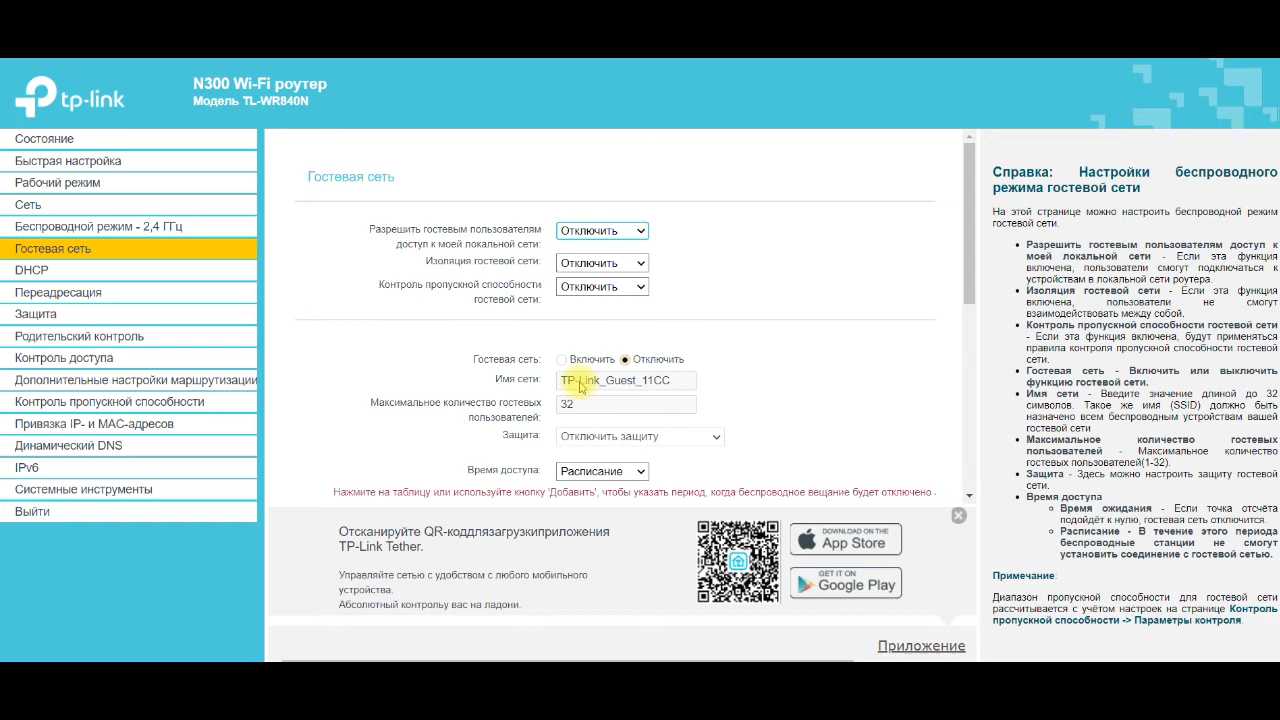 tp-link
N300 Wi-Fi роутер
Модель TL-WR840N
Состояние
Быстрая настройка
Рабочий режим
Сеть
Беспроводной режим - 2,4 ГГц
Гостевая сеть
DHCP
Переадресация
Защита
Родительский контроль
Контроль доступа
Дополнительные настройки маршрутизации
Контроль пропускной способности
Привязка IP- и MAC-адресов
Динамический DNS
IPv6
Системные инструменты
Выйти
Гостевая сеть
Разрешить гостевым пользователям
доступ к моей локальной сети:
Отключить
Изоляция гостевой сети:
Отключить
Контроль пропускной способности
гостевой сети:
Отключить
Гостевая сеть:
Включить
Отключить
Имя сети:
TP-Link_Guest_11CC
Максимальное количество гостевых
пользователей:
32
Защита:
Отключить защиту
Время доступа:
Расписание
Нажмите на таблицу или используйте кнопку 'Добавить', чтобы указать период, когда беспроводное вещание будет отключено
Отсканируйте QR-коддлязагрузкиприложения
TP-Link Tether.
Управляйте сетью с удобством с любого мобильного
устройства.
Абсолютный контрольу вас на ладони.
DOWNLOAD ON THE
App Store
GET IT ON
Google Play
Приложение
Справка: Настройки беспроводного
режима гостевой сети
На этой странице можно настроить беспроводной режим
гостевой сети.
Разрешить гостевым пользователям доступ к
моей локальной сети - Если эта функция
включена, пользователи смогут подключаться к
устройствам в локальной сети роутера.
Изоляция гостевой сети - Если эта функция
включена, пользователи не смогут
взаимодействовать между собой.
Контроль пропускной способности гостевой сети
- Если эта функция включена, будут применяться
правила контроля пропускной способности гостевой
сети.
Гостевая сеть - Включить или выключить
функцию гостевой сети.
Имя сети - Введите значение длиной до 32
символов. Такое же имя (SSID) должно быть
назначено всем беспроводным устройствам вашей
гостевой сети
Максимальное количество гостевых
пользователей - Максимальное количество
гостевых пользователей(1-32).
Защита - Здесь можно настроить защиту гостевой
сети.
Время доступа
Время ожидания - Если точка отсчёта
подойдёт к нулю, гостевая сеть отключится.
Расписание - В течение этого периода
беспроводные станции не смогут
установить соединение с гостевой сетью.
Примечание:
Диапазон пропускной способности для гостевой сети
рассчитывается с учётом настроек на странице Контроль
пропускной способности -> Параметры контроля.